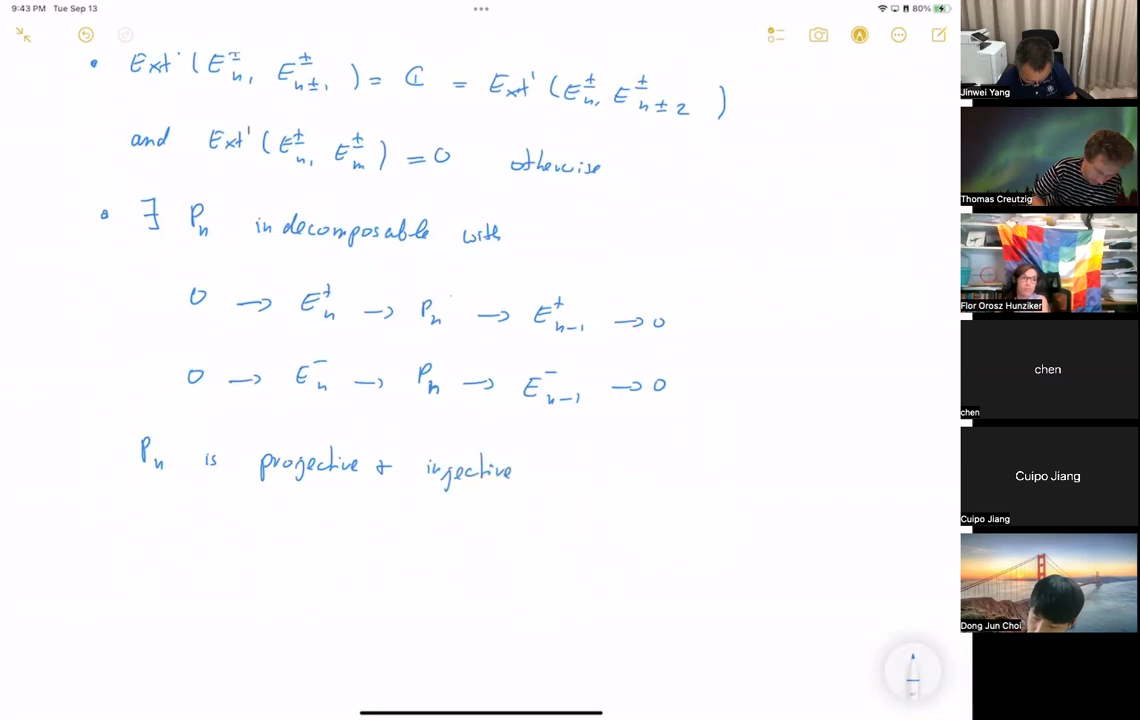 9:43 PM Tue Sep 13
80%
• Ext¹(E^±_n, E^±_{n±1}) = ℂ = Ext¹(E^±_n, E^±_{n±2})
and Ext¹(E^±_n, E^±_m) = 0 otherwise
• ∃ P_n indecomposable with
0 → E^+_n → P_n → E^+_{n-1} → 0
0 → E^-_n → P_n → E^-_{n-1} → 0
P_n is projective + injective
Jinwei Yang
Thomas Creutzig
Flor Orosz Hunziker
chen
chen
Cuipo Jiang
Cuipo Jiang
Dong Jun Choi